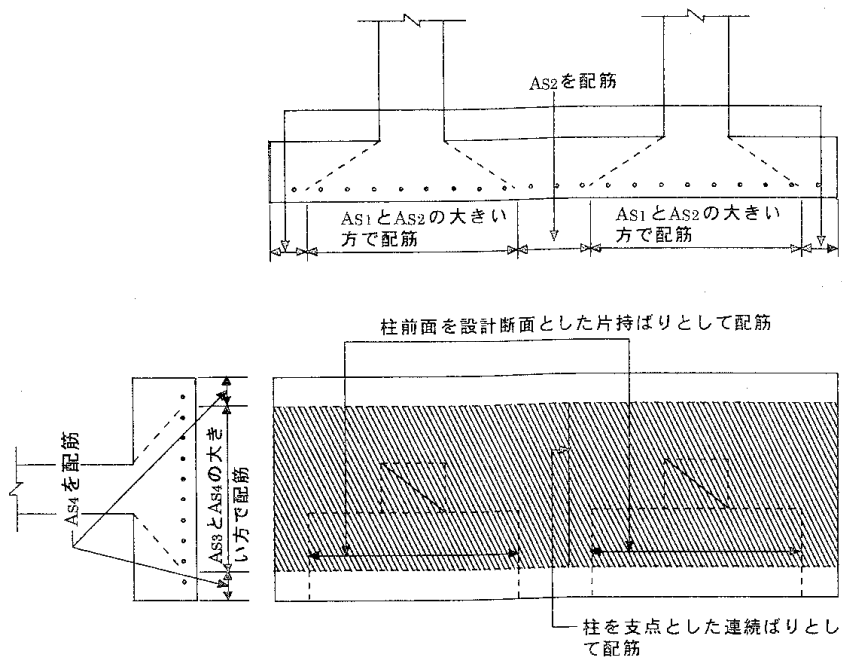 As2を配筋
As1とAs2の大きい
方で配筋
As1とAs2の大きい
方で配筋
柱前面を設計断面とした片持ばりとして配筋
As4を配筋
As3とAs4の大き
い方で配筋
柱を支点とした連続ばりとし
て配筋